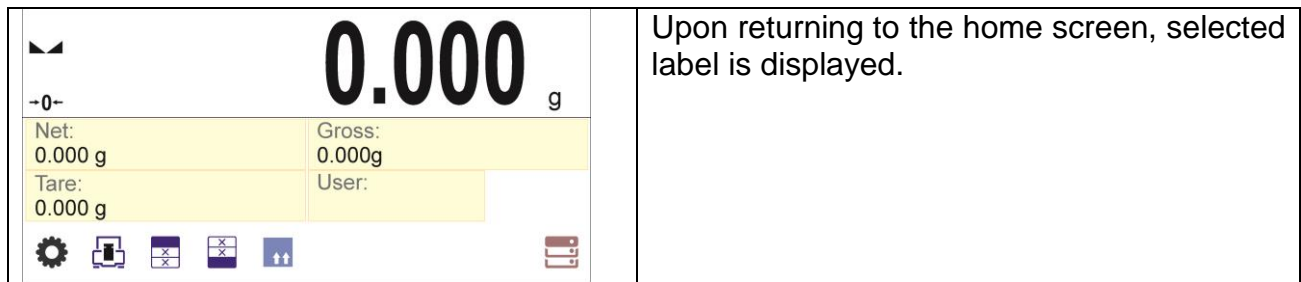 0.000 g
→0←
Net:
0.000 g
Gross:
0.000g
Tare:
0.000 g
User:
Upon returning to the home screen, selected
label is displayed.